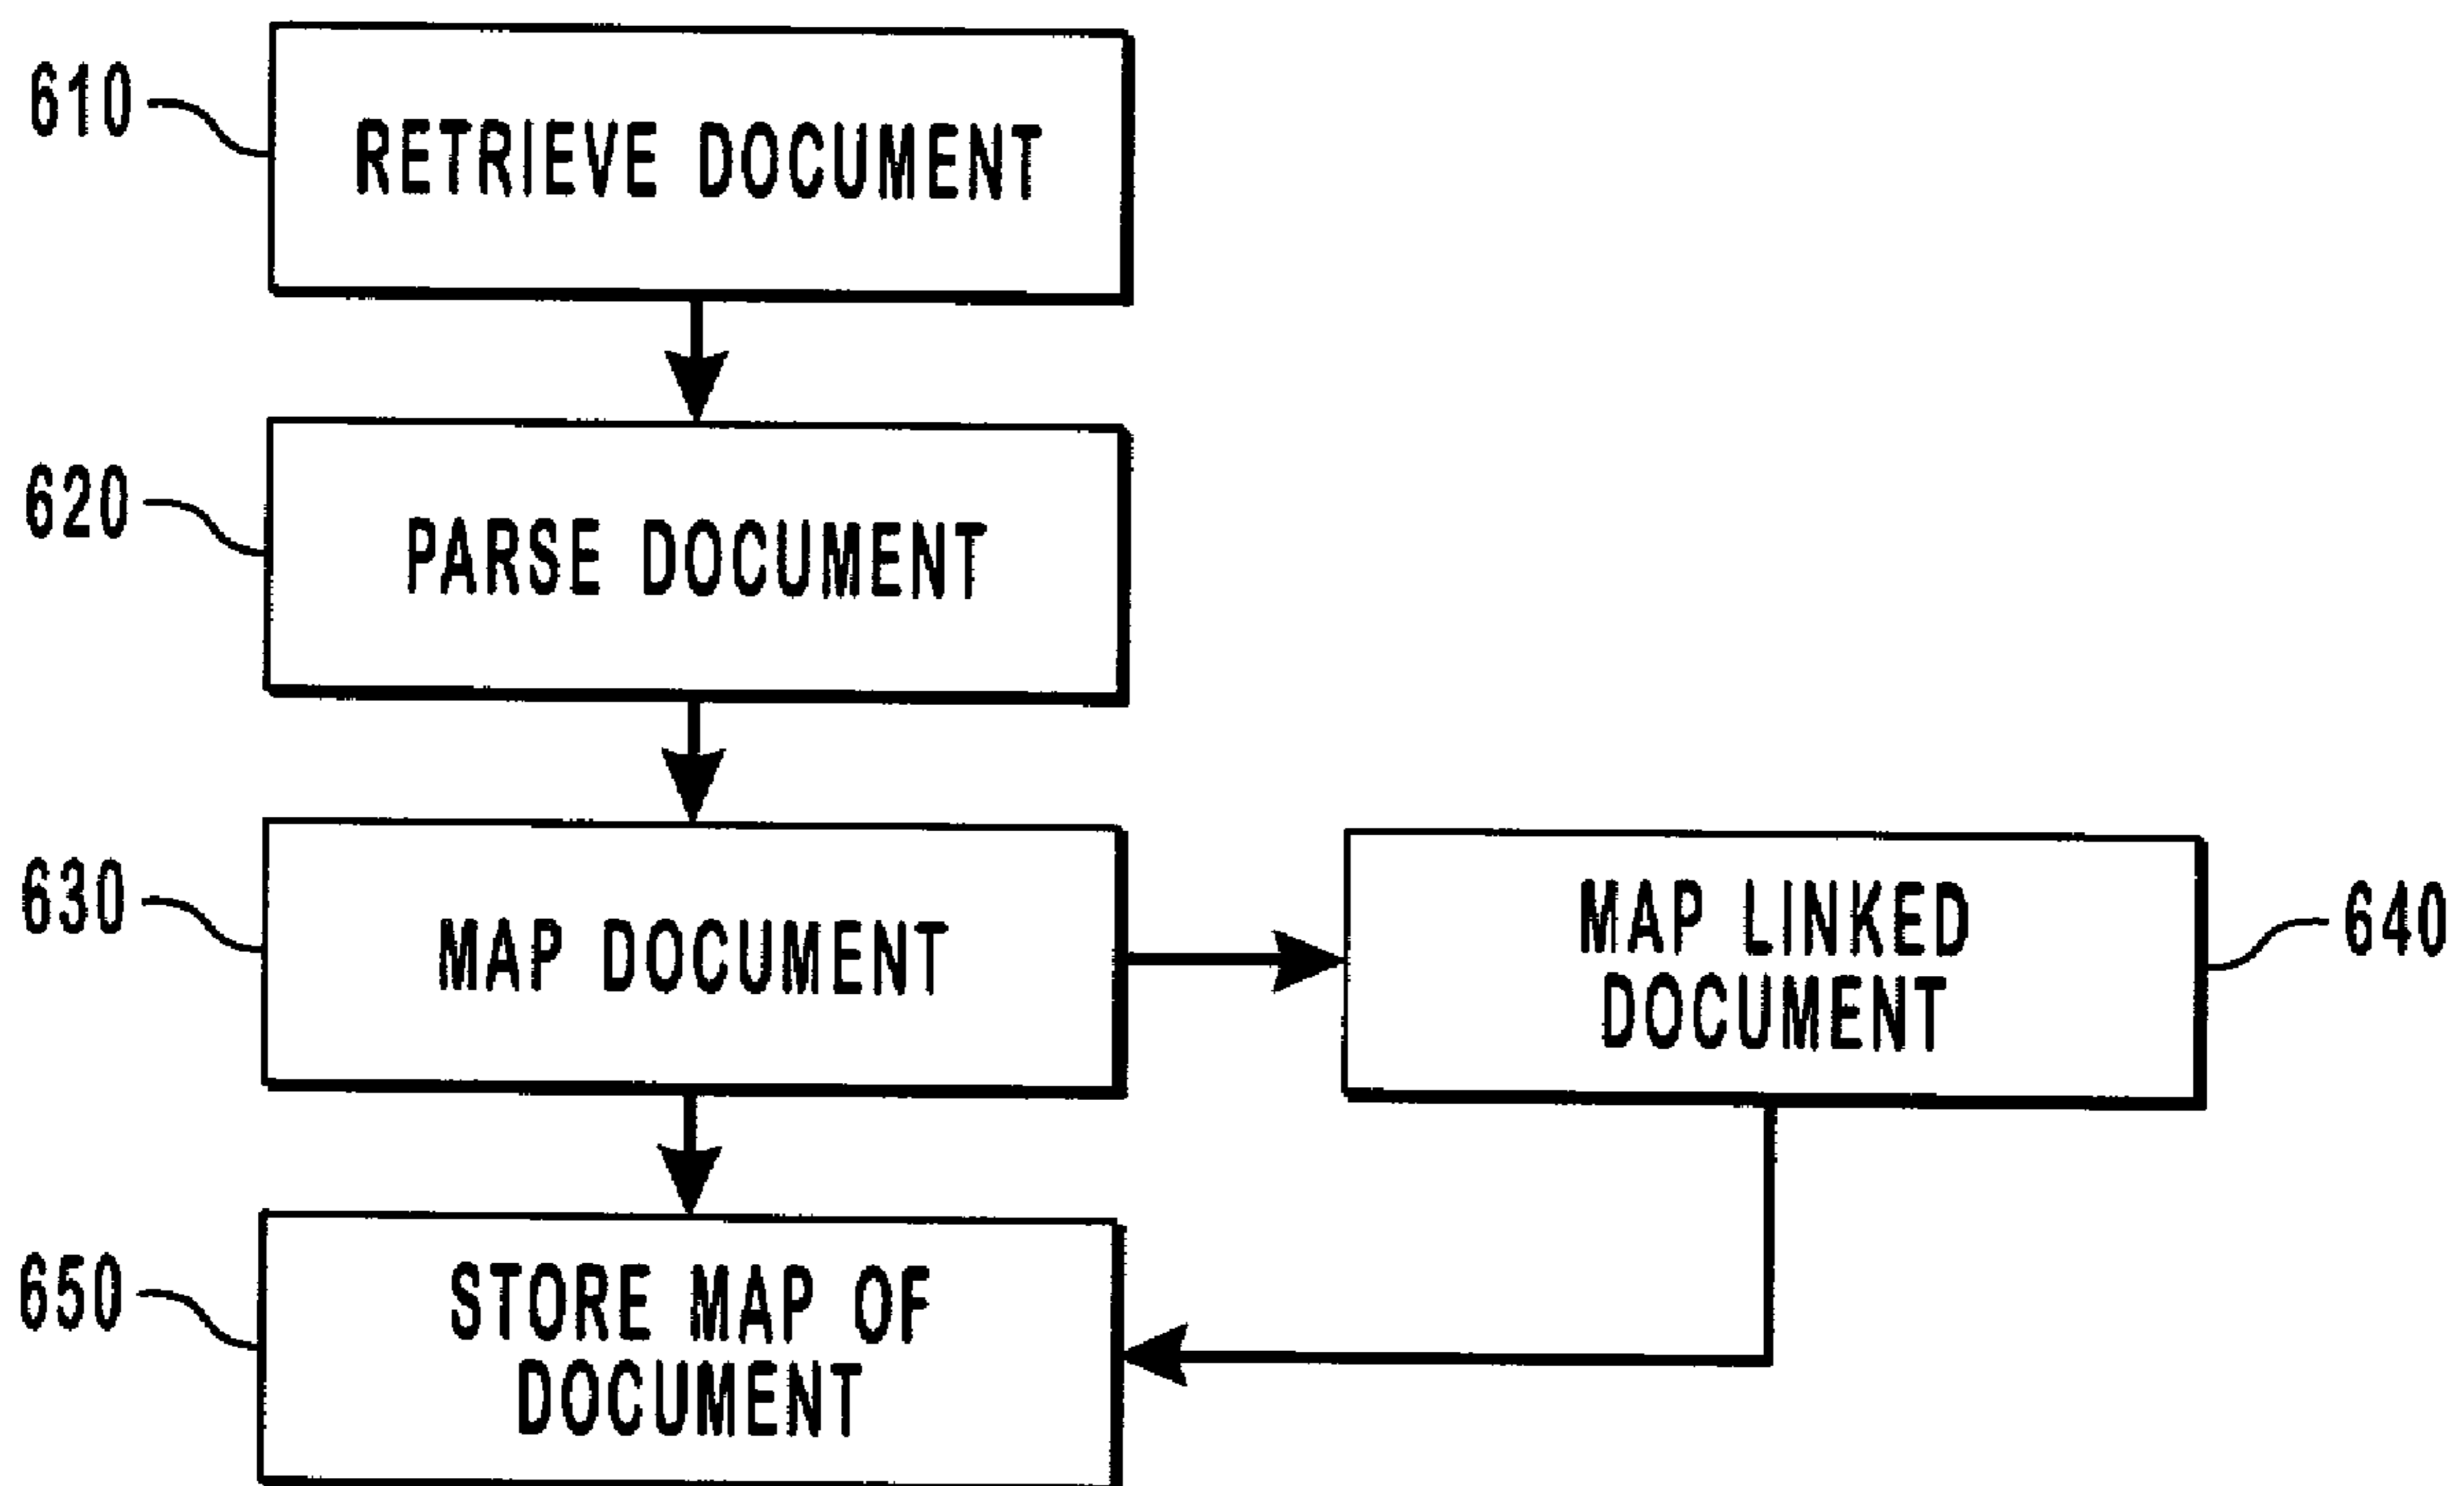 610
RETRIEVE DOCUMENT
620
PARSE DOCUMENT
630
MAP DOCUMENT
MAP LINKED
DOCUMENT
640
650
STORE MAP OF
DOCUMENT